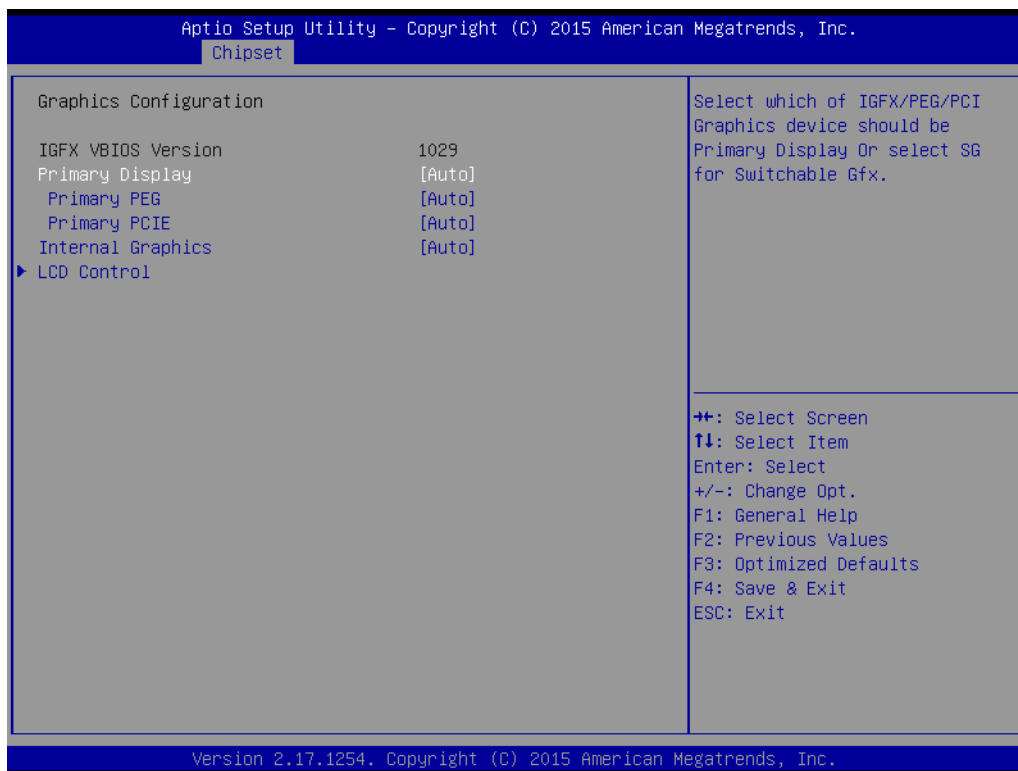 Aptio Setup Utility – Copyright (C) 2015 American Megatrends, Inc.
Chipset
Graphics Configuration
IGFX VBIOS Version 1029
Primary Display [Auto]
Primary PEG [Auto]
Primary PCIE [Auto]
Internal Graphics [Auto]
▶ LCD Control
Select which of IGFX/PEG/PCI
Graphics device should be
Primary Display Or select SG
for Switchable Gfx.
→←: Select Screen
↑↓: Select Item
Enter: Select
+/-: Change Opt.
F1: General Help
F2: Previous Values
F3: Optimized Defaults
F4: Save & Exit
ESC: Exit
Version 2.17.1254. Copyright (C) 2015 American Megatrends, Inc.